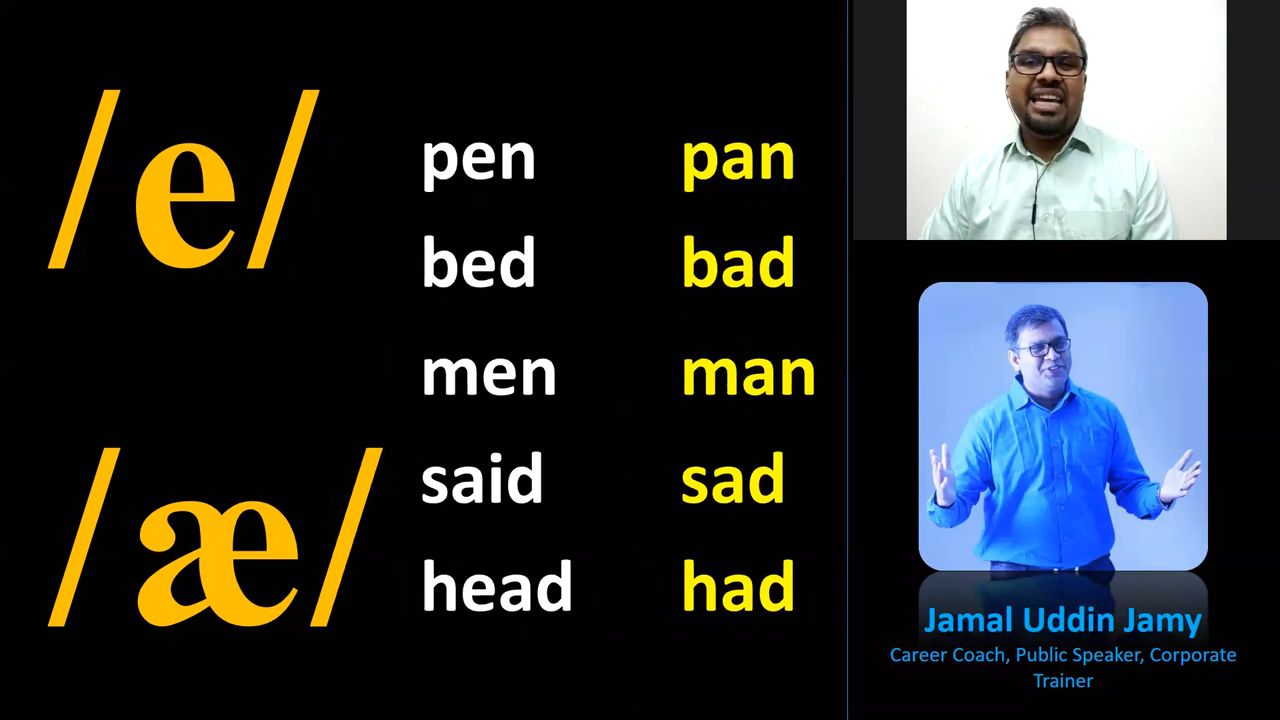 /e/
/æ/
pen pan
bed bad
men man
said sad
head had
Jamal Uddin Jamy
Career Coach, Public Speaker, Corporate
Trainer